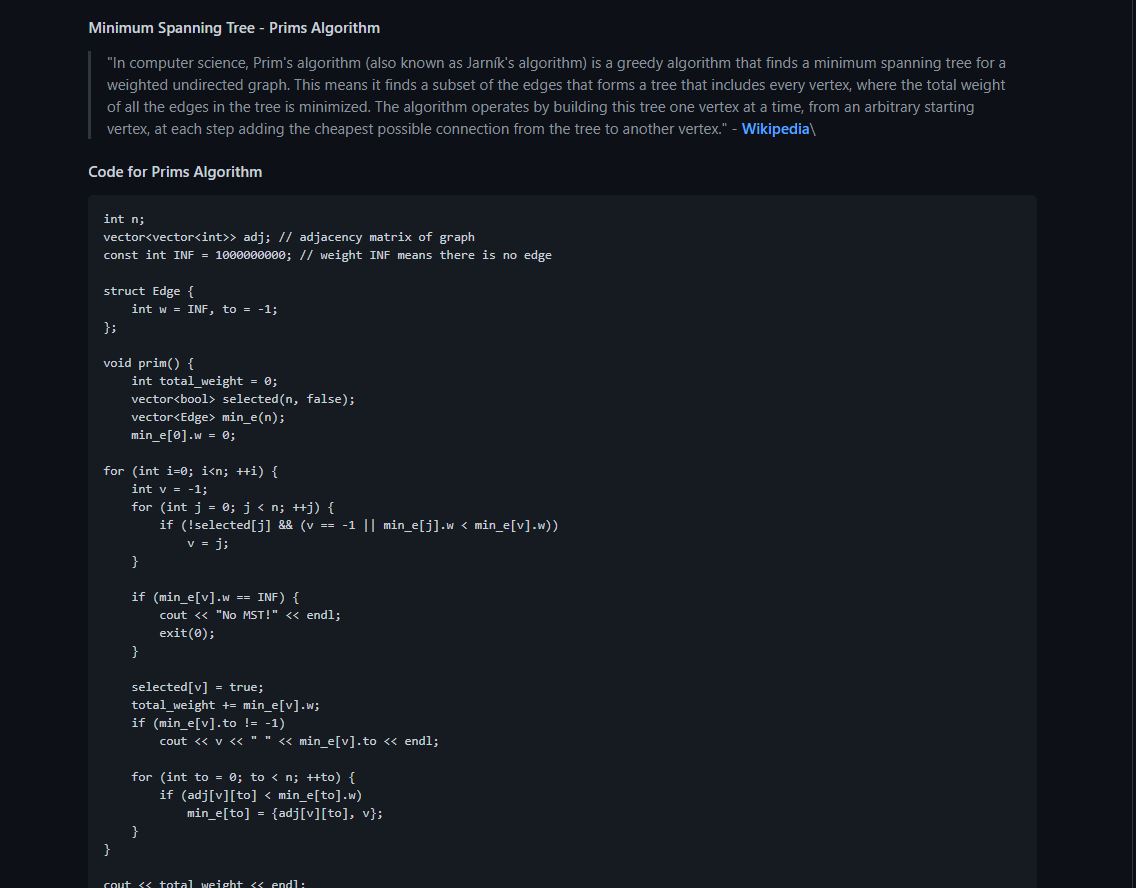 Minimum Spanning Tree - Prims Algorithm
"In computer science, Prim's algorithm (also known as Jarník's algorithm) is a greedy algorithm that finds a minimum spanning tree for a
weighted undirected graph. This means it finds a subset of the edges that forms a tree that includes every vertex, where the total weight
of all the edges in the tree is minimized. The algorithm operates by building this tree one vertex at a time, from an arbitrary starting
vertex, at each step adding the cheapest possible connection from the tree to another vertex." - Wikipedia\
Code for Prims Algorithm
int n;
vector<vector<int>> adj; // adjacency matrix of graph
const int INF = 1000000000; // weight INF means there is no edge
struct Edge {
    int w = INF, to = -1;
};
void prim() {
    int total_weight = 0;
    vector<bool> selected(n, false);
    vector<Edge> min_e(n);
    min_e[0].w = 0;
for (int i=0; i<n; ++i) {
    int v = -1;
    for (int j = 0; j < n; ++j) {
        if (!selected[j] && (v == -1 || min_e[j].w < min_e[v].w))
            v = j;
    }
    if (min_e[v].w == INF) {
        cout << "No MST!" << endl;
        exit(0);
    }
    selected[v] = true;
    total_weight += min_e[v].w;
    if (min_e[v].to != -1)
        cout << v << " " << min_e[v].to << endl;
    for (int to = 0; to < n; ++to) {
        if (adj[v][to] < min_e[to].w)
            min_e[to] = {adj[v][to], v};
    }
}
cout << total_weight << endl;